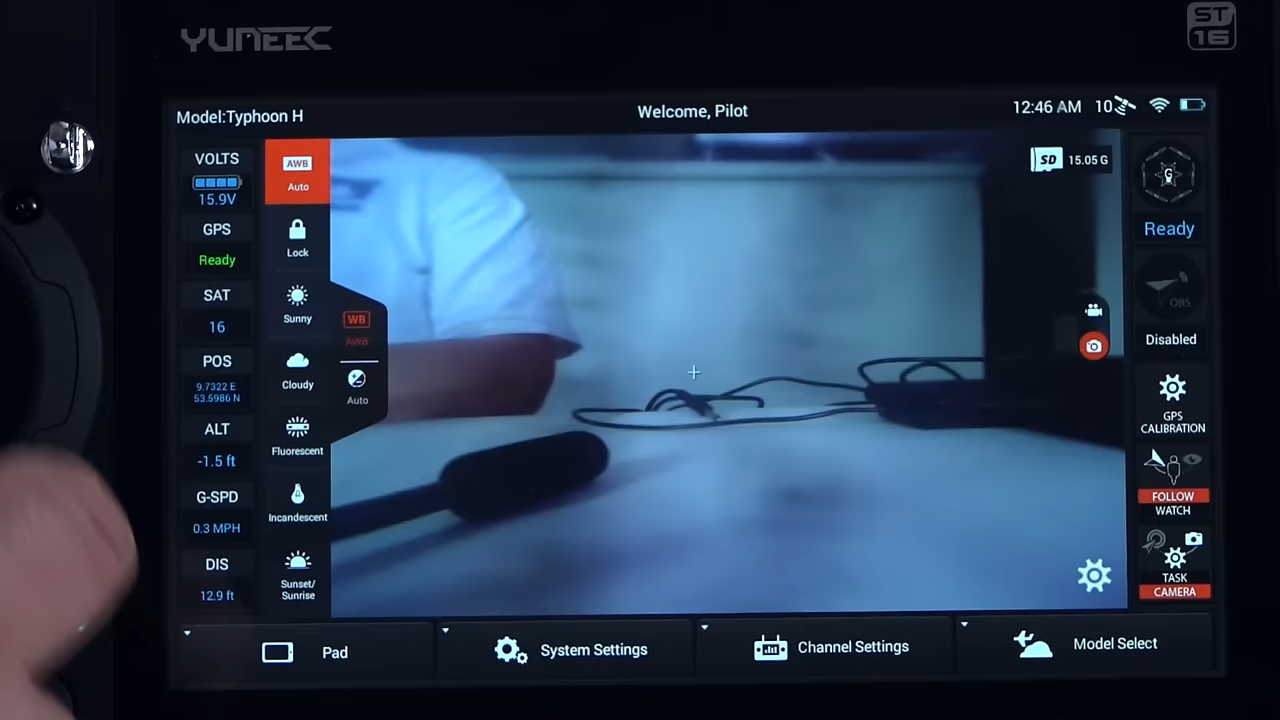 YUNEEC
ST
16
Model:Typhoon H
Welcome, Pilot
12:46 AM
10
VOLTS
15.9V
GPS
Ready
SAT
16
POS
9.7322 E
53.5986 N
ALT
-1.5 ft
G-SPD
0.3 MPH
DIS
12.9 ft
AWB
Auto
Lock
Sunny
Cloudy
Fluorescent
Incandescent
Sunset/
Sunrise
WB
AWB
Auto
SD
15.05 G
G
Ready
OBS
Disabled
GPS
CALIBRATION
FOLLOW
WATCH
TASK
CAMERA
Pad
System Settings
Channel Settings
Model Select